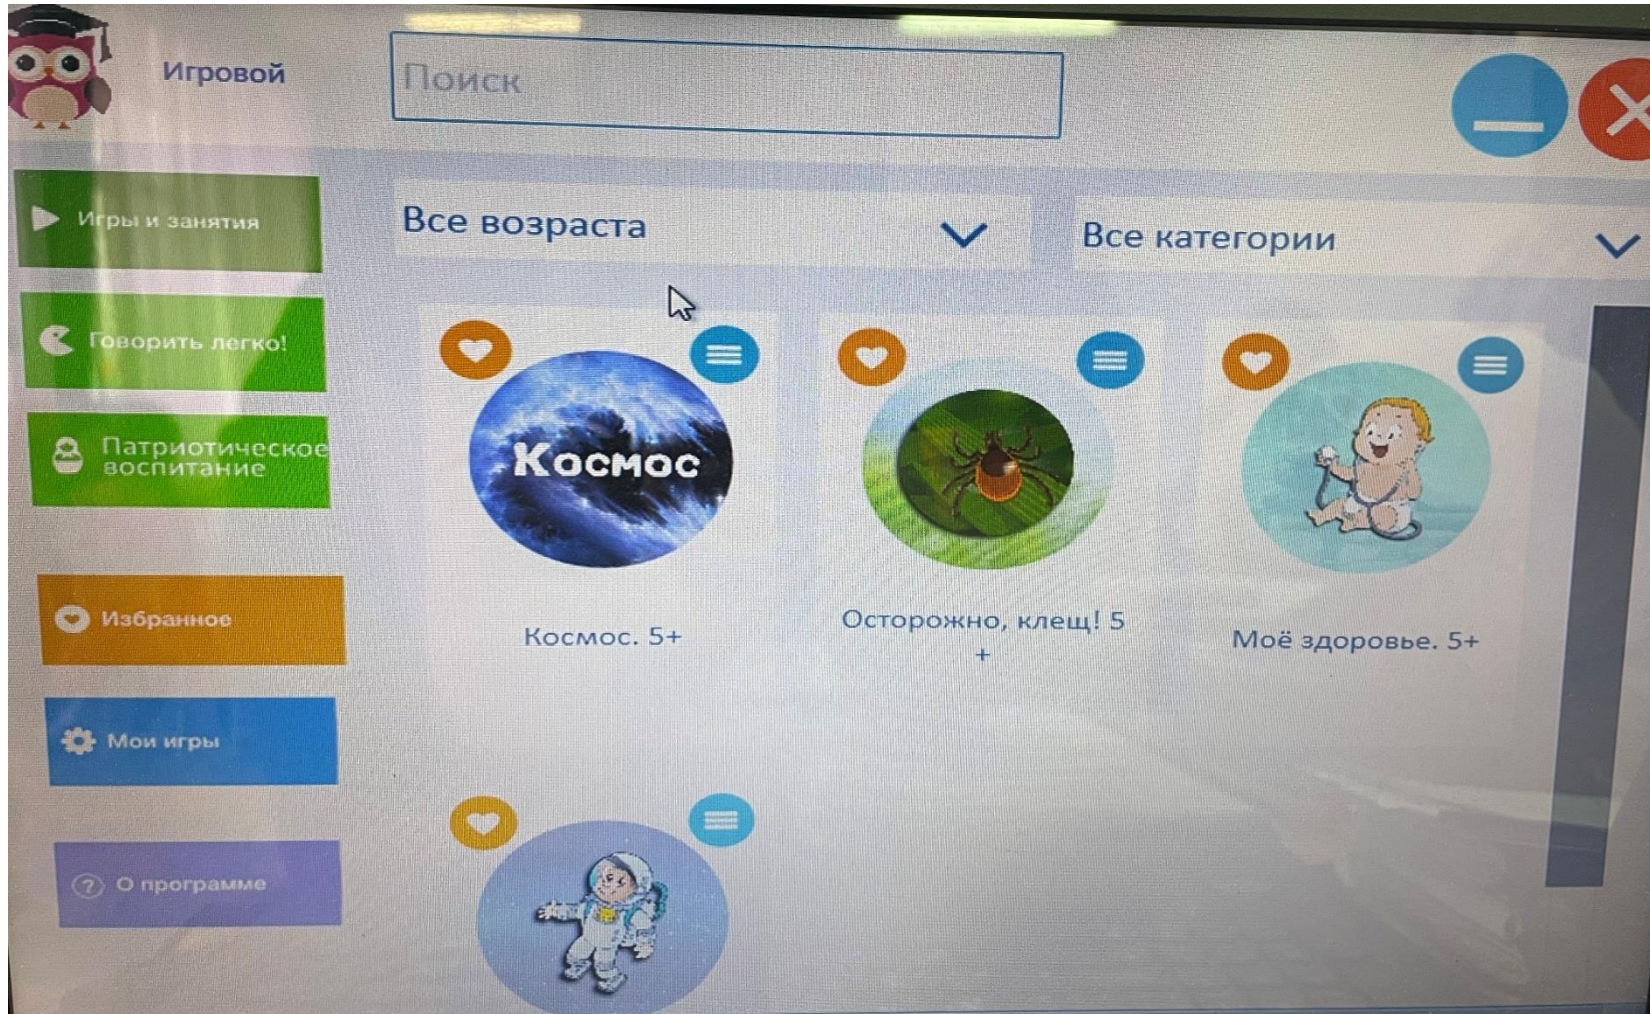 Игровой
Поиск
Все возраста
Все категории
Игры и занятия
Говорить легко!
Патриотическое
воспитание
Избранное
Мои игры
? О программе
Космос
Космос. 5+
Осторожно, клещ! 5
+
Моё здоровье. 5+